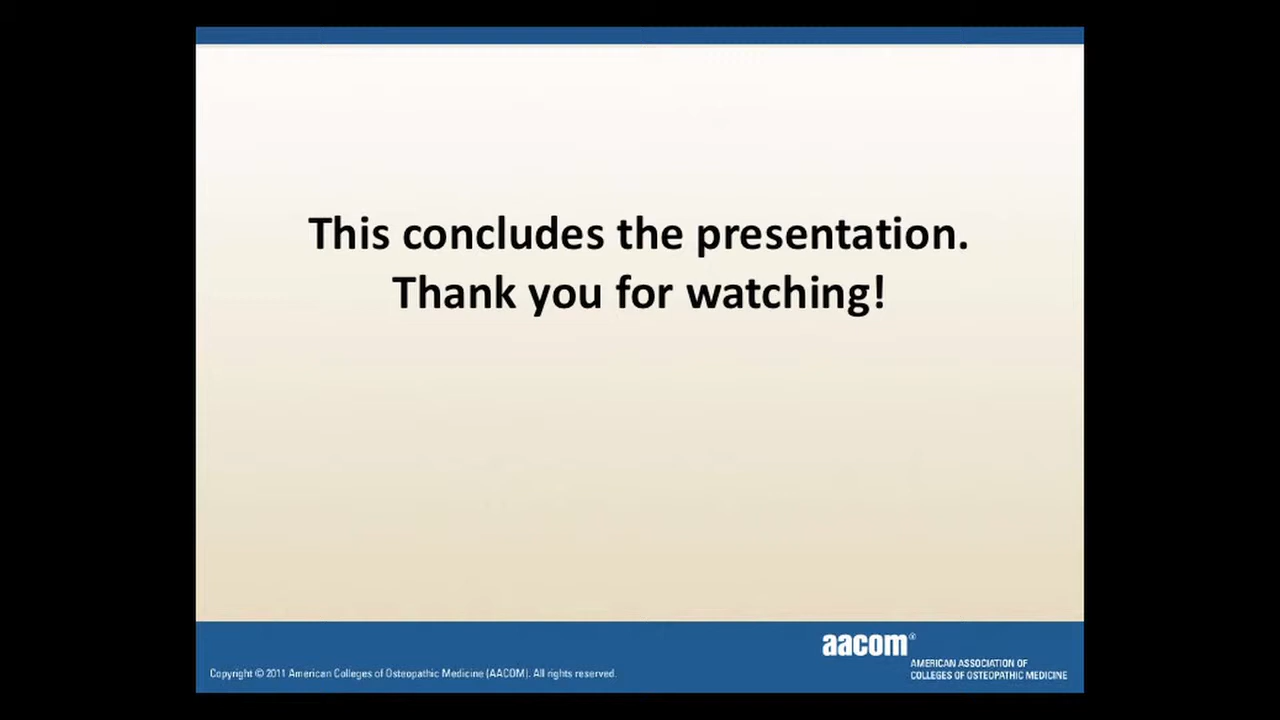 This concludes the presentation.
Thank you for watching!
aacom®
AMERICAN ASSOCIATION OF
COLLEGES OF OSTEOPATHIC MEDICINE
Copyright © 2011 American Colleges of Osteopathic Medicine (AACOM). All rights reserved.